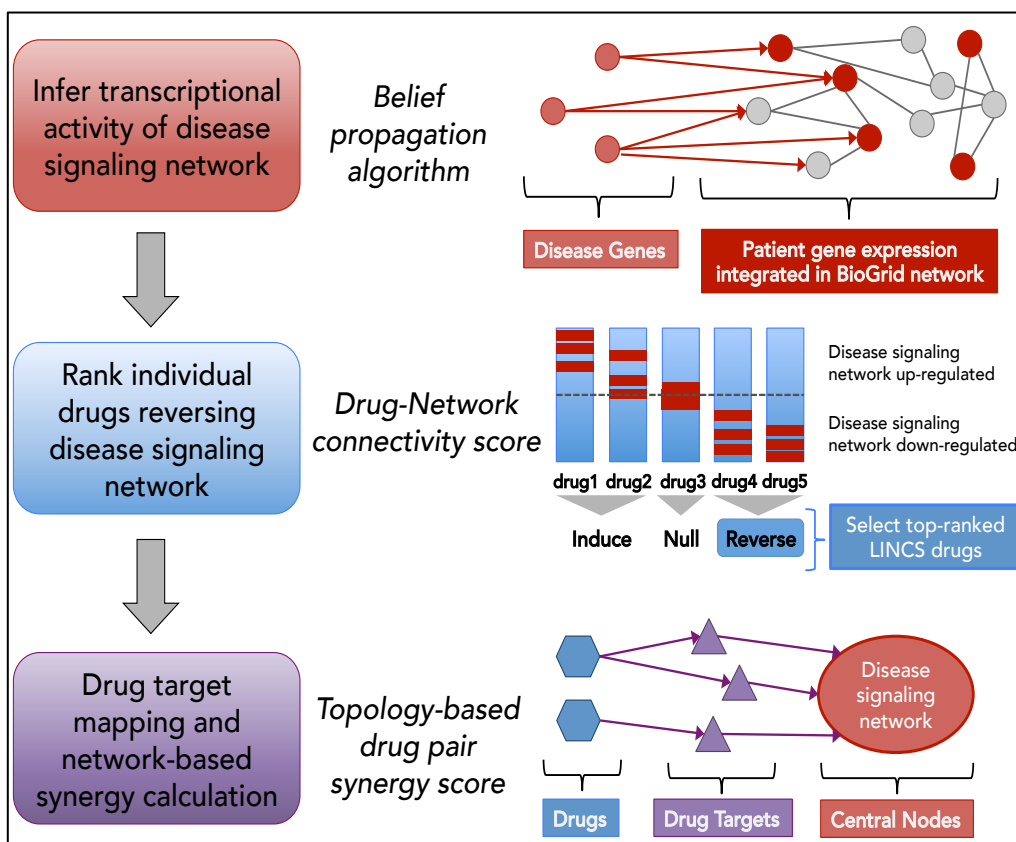 Infer transcriptional
activity of disease
signaling network
Belief
propagation
algorithm
Disease Genes
Patient gene expression
integrated in BioGrid network
Rank individual
drugs reversing
disease signaling
network
Drug-Network
connectivity score
Disease signaling
network up-regulated
Disease signaling
network down-regulated
drug1 drug2 drug3 drug4 drug5
Induce Null Reverse
Select top-ranked
LINCS drugs
Drug target
mapping and
network-based
synergy calculation
Topology-based
drug pair
synergy score
Disease
signaling
network
Drugs Drug Targets Central Nodes